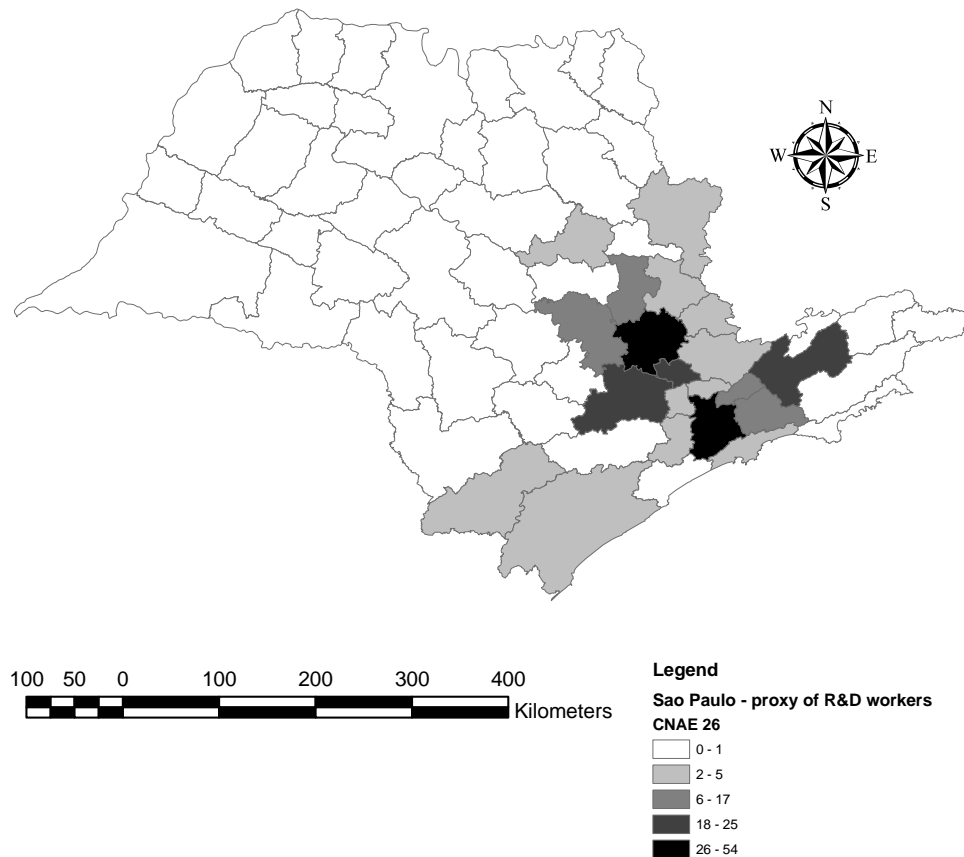 N
W E
S
100 50 0 100 200 300 400
Kilometers
Legend
Sao Paulo - proxy of R&D workers
CNAE 26
0 - 1
2 - 5
6 - 17
18 - 25
26 - 54